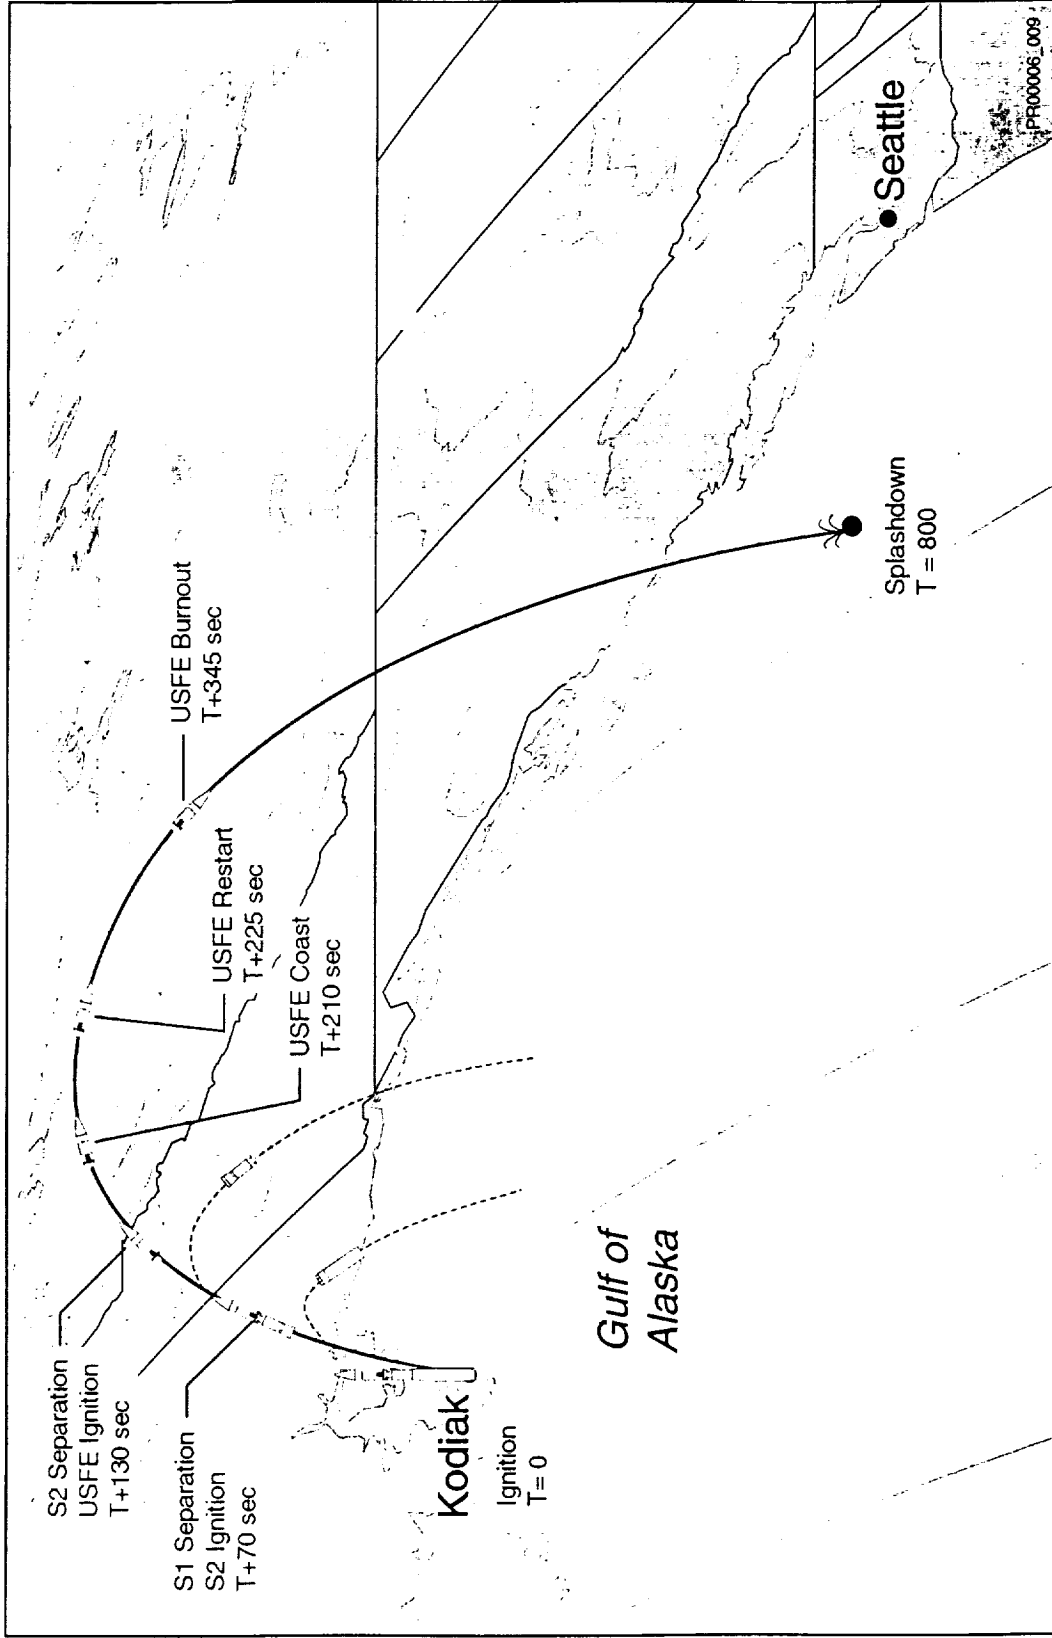 S2 Separation
USFE Ignition
T+130 sec
S1 Separation
S2 Ignition
T+70 sec
Kodiak
Ignition
T= 0
USFE Coast
T+210 sec
USFE Restart
T+225 sec
USFE Burnout
T+345 sec
Gulf of
Alaska
Splashdown
T = 800
Seattle
PR00006_009